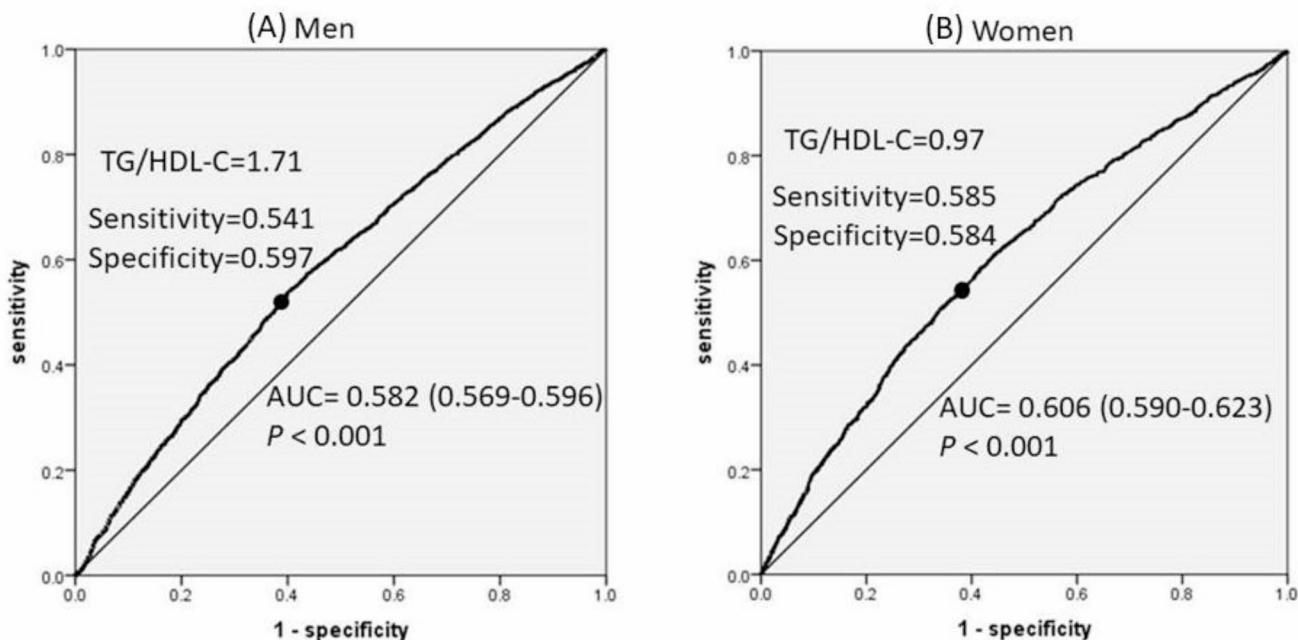 (A) Men
1.0
0.8
0.6
0.4
0.2
0.0
0.0
0.2
0.4
0.6
0.8
1.0
sensitivity
1 - specificity
TG/HDL-C=1.71
Sensitivity=0.541
Specificity=0.597
AUC= 0.582 (0.569-0.596)
P < 0.001
(B) Women
1.0
0.8
0.6
0.4
0.2
0.0
0.0
0.2
0.4
0.6
0.8
1.0
sensitivity
1 - specificity
TG/HDL-C=0.97
Sensitivity=0.585
Specificity=0.584
AUC= 0.606 (0.590-0.623)
P < 0.001